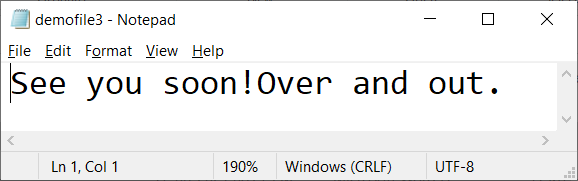 demofile3 - Notepad
File Edit Format View Help
See you soon!Over and out.
Ln 1, Col 1 190% Windows (CRLF) UTF-8